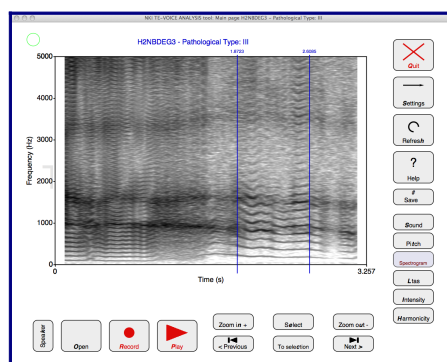 NKI TE-VOICE ANALYSIS tool: Main page H2NBDEG3 - Pathological Type: III
H2NBDEG3 - Pathological Type: III
1.8733
2.6085
5000
4000
3000
2000
1000
0
Frequency (Hz)
0
3.257
Time (s)
Quit
Settings
Refresh
?
Help
#
Save
Sound
Pitch
Spectrogram
Ltas
Intensity
Harmonicity
Speaker
Open
Record
Play
Zoom in +
Select
Zoom out -
< Previous
To selection
Next >